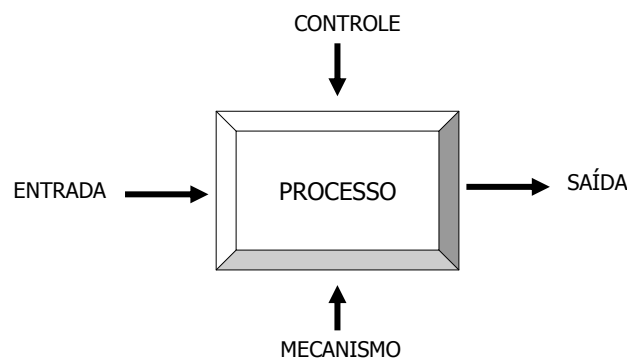 CONTROLE
ENTRADA
PROCESSO
SAÍDA
MECANISMO